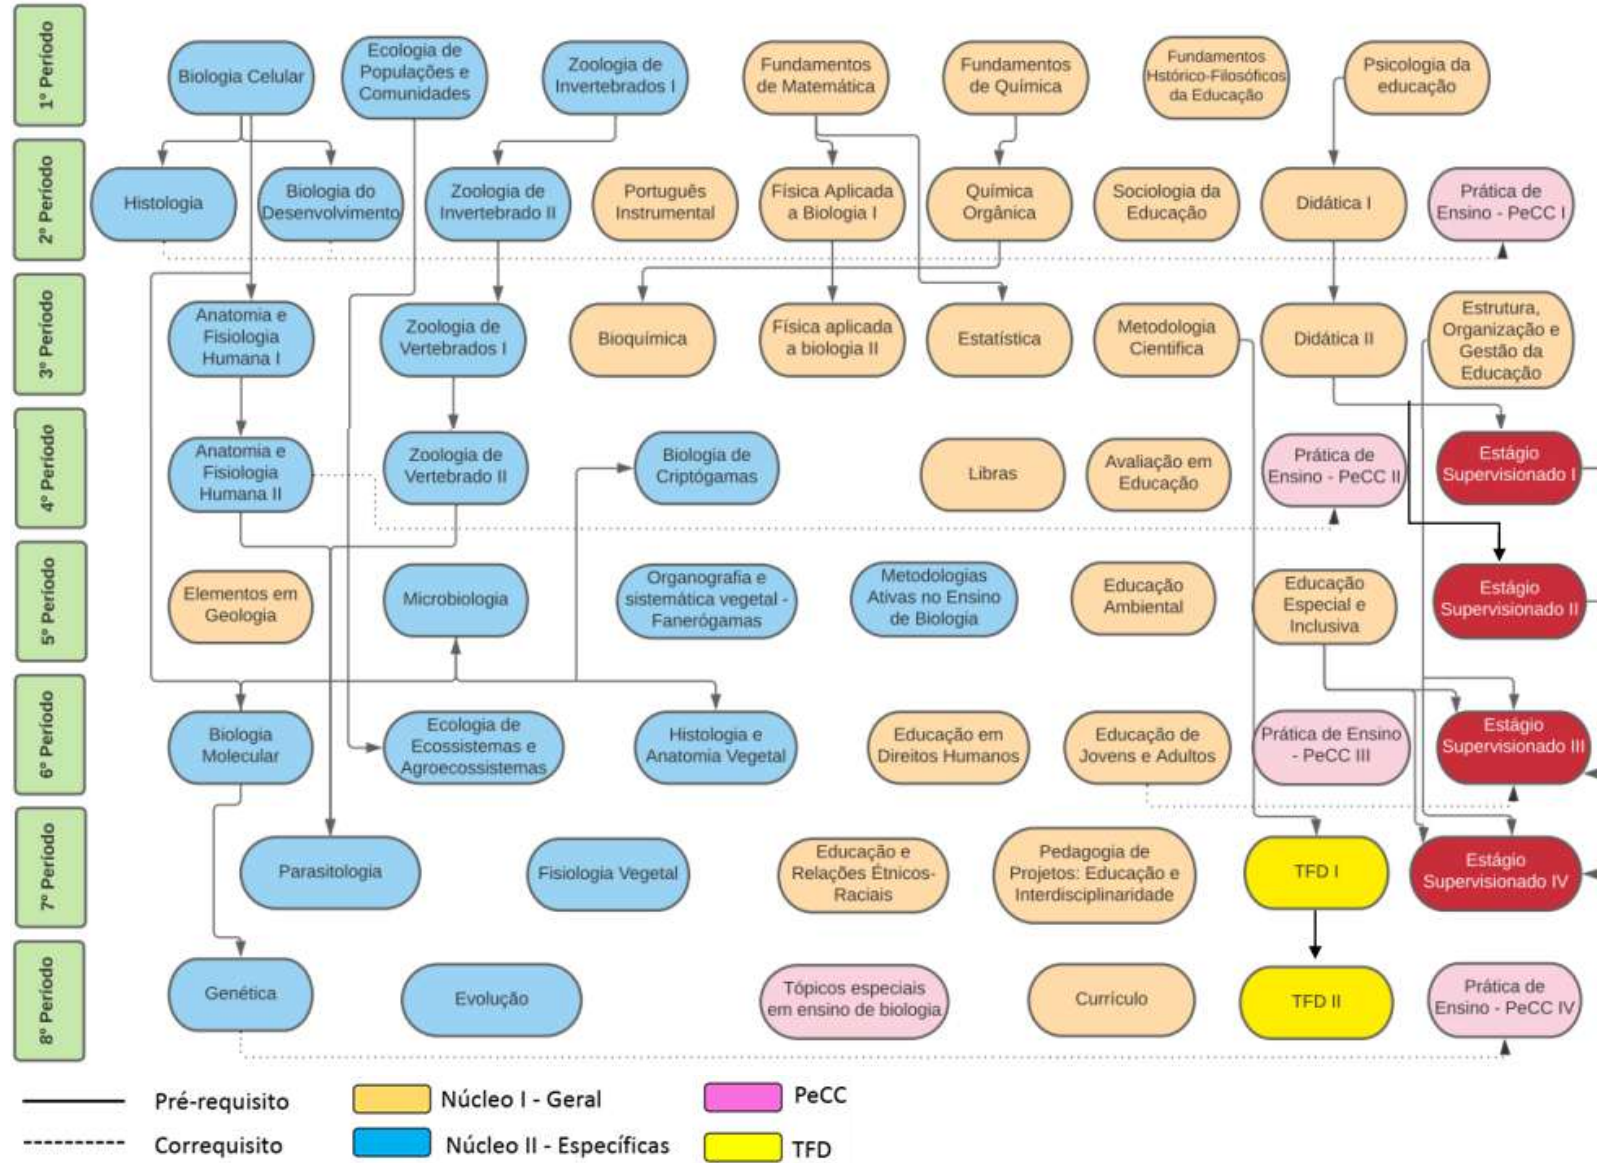 1º Período
Biologia Celular
Ecologia de
Populações e
Comunidades
Zoologia de
Invertebrados I
Fundamentos
de Matemática
Fundamentos
de Química
Fundamentos
Hstórico-Filosóficos
da Educação
Psicologia da
educação
2º Período
Histologia
Biologia do
Desenvolvimento
Zoologia de
Invertebrado II
Português
Instrumental
Física Aplicada
a Biologia I
Química
Orgânica
Sociologia da
Educação
Didática I
Prática de
Ensino - PeCC I
3º Período
Anatomia e
Fisiologia
Humana I
Zoologia de
Vertebrados I
Bioquímica
Física aplicada
a biologia II
Estatística
Metodologia
Cientifica
Didática II
Estrutura,
Organização e
Gestão da
Educação
4º Período
Anatomia e
Fisiologia
Humana II
Zoologia de
Vertebrado II
Biologia de
Criptógamas
Libras
Avaliação em
Educação
Prática de
Ensino - PeCC II
Estágio
Supervisionado I
5º Período
Elementos em
Geologia
Microbiologia
Organografia e
sistemática vegetal -
Fanerógamas
Metodologias
Ativas no Ensino
de Biologia
Educação
Ambiental
Educação
Especial e
Inclusiva
Estágio
Supervisionado II
6º Período
Biologia
Molecular
Ecologia de
Ecossistemas e
Agroecossistemas
Histologia e
Anatomia Vegetal
Educação em
Direitos Humanos
Educação de
Jovens e Adultos
Prática de Ensino
- PeCC III
Estágio
Supervisionado III
7º Período
Parasitologia
Fisiologia Vegetal
Educação e
Relações Étnicos-
Raciais
Pedagogia de
Projetos: Educação e
Interdisciplinaridade
TFD I
Estágio
Supervisionado IV
8º Período
Genética
Evolução
Tópicos especiais
em ensino de biologia
Currículo
TFD II
Prática de
Ensino - PeCC IV
Pré-requisito
Núcleo I - Geral
PeCC
Correquisito
Núcleo II - Específicas
TFD